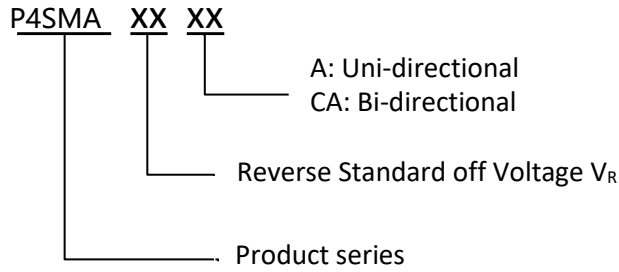 P4SMA XX XX
A: Uni-directional
CA: Bi-directional
Reverse Standard off Voltage VR
Product series